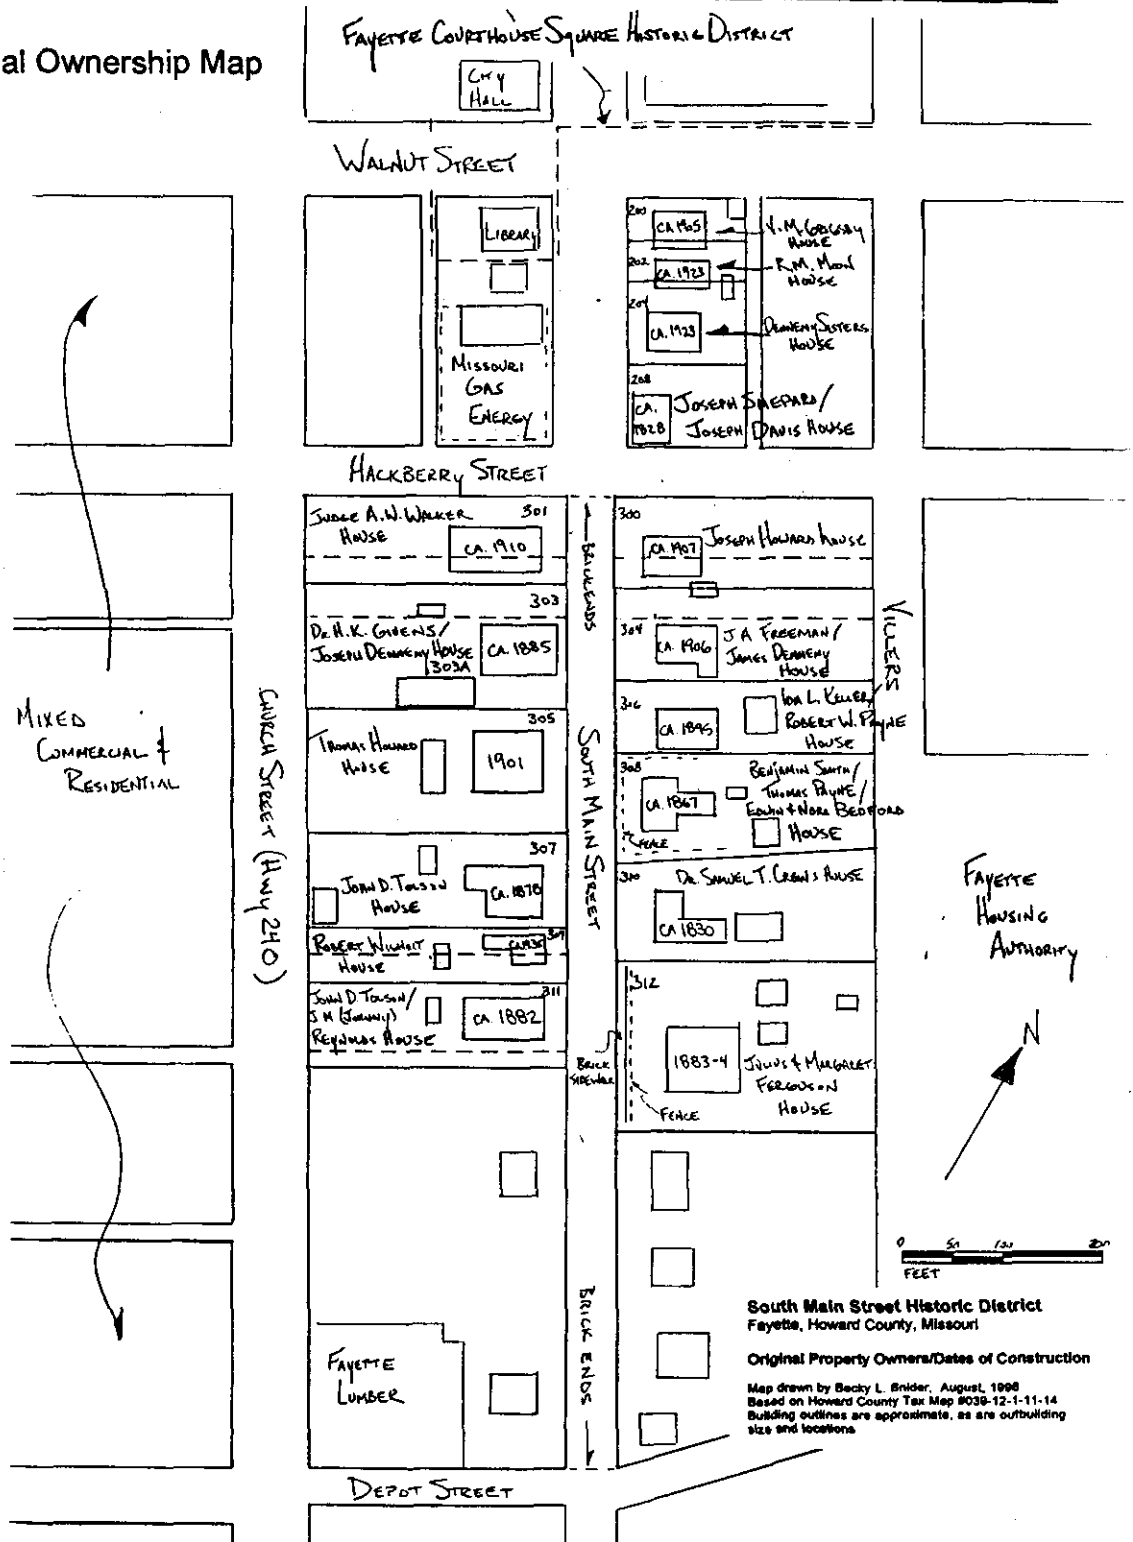 al Ownership Map
FAYETTE COURTHOUSE SQUARE HISTORIC DISTRICT
CITY
HALL
WALNUT STREET
LIBRARY
MISSOURI
GAS
ENERGY
200
CA 1905
HOUSE
202
CA. 1923
R.M. MOON
HOUSE
204
CA. 1923
DENNENY SISTERS
HOUSE
208
CA.
1828
JOSEPH SHEPARD/
JOSEPH DAVIS HOUSE
HACKBERRY STREET
JUDGE A.W. WALKER
HOUSE
301
CA. 1910
BRICK ENDS
300
JOSEPH HOWARD HOUSE
CA. 1907
303
DR. H.K. GIVENS/
JOSEPH DENNENY HOUSE
303A
CA. 1885
304
CA. 1906
J A FREEMAN/
JAMES DENNENY
HOUSE
VILLERS
306
CA. 1895
IDA L. KELLER/
ROBERT W. PAYNE
HOUSE
MIXED
COMMERCIAL &
RESIDENTIAL
CHURCH STREET (HWY 240)
305
THOMAS HOWARD
HOUSE
1901
SOUTH MAIN STREET
308
CA. 1867
FENCE
BENJAMIN SMITH/
THOMAS PAYNE/
EDWIN & NORA BEDFORD
HOUSE
307
JOHN D. TOLSON
HOUSE
CA. 1878
310
DR. SAMUEL T. CREWS HOUSE
CA 1830
FAYETTE
HOUSING
AUTHORITY
309
ROBERT WILHOIT
HOUSE
311
JOHN D. TOLSON/
J M (JOHNNY)
REYNOLDS HOUSE
CA. 1882
312
1883-4
JULIUS & MARGARET
FERGUSON
HOUSE
BRICK
SIDEWALK
FENCE
N
0 50 100 200
FEET
BRICK ENDS
FAYETTE
LUMBER
DEPOT STREET
South Main Street Historic District
Fayette, Howard County, Missouri
Original Property Owners/Dates of Construction
Map drawn by Becky L. Snider, August, 1998
Based on Howard County Tax Map #039-12-1-11-14
Building outlines are approximate, as are outbuilding
size and locations